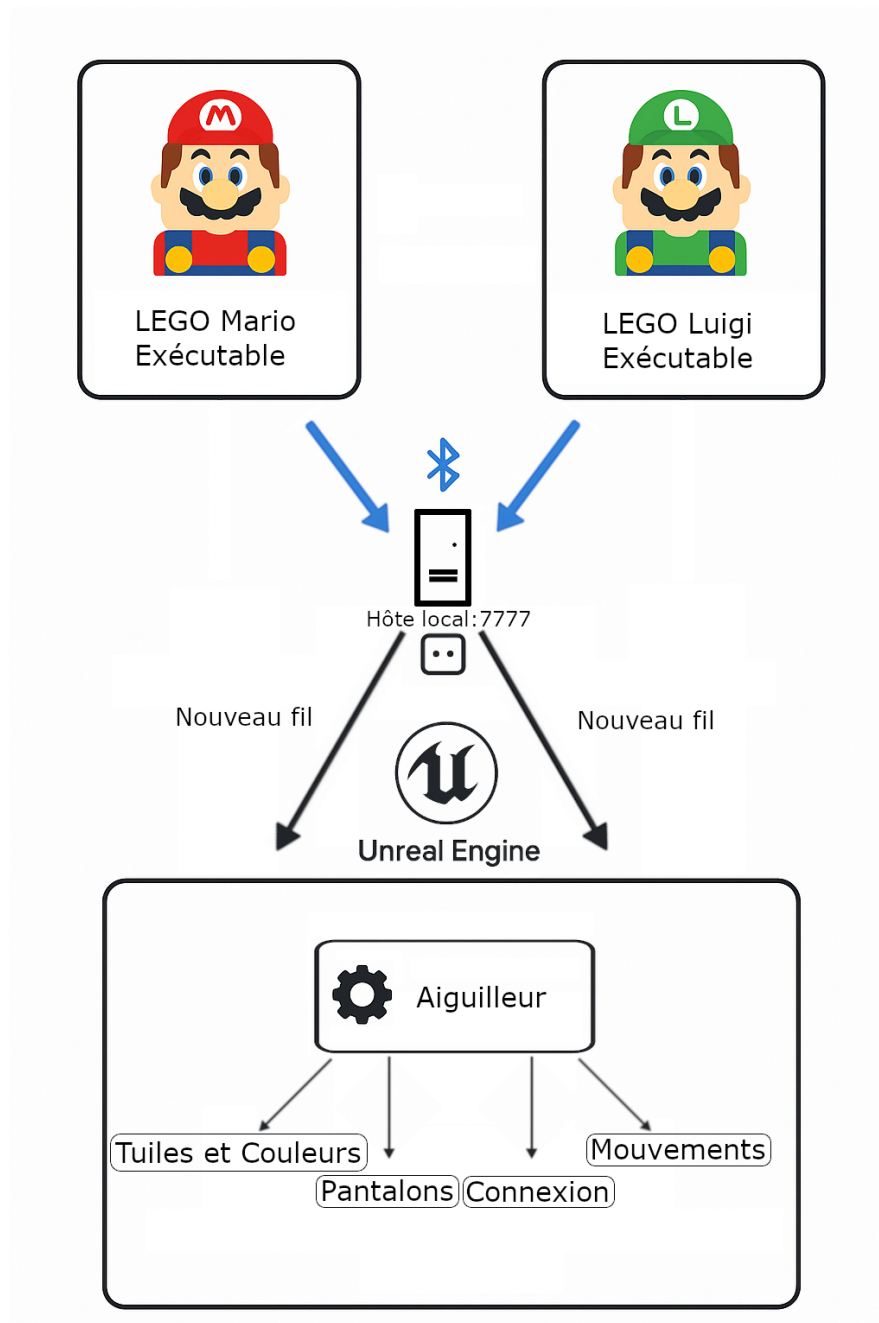 M
L
LEGO Mario
Exécutable
LEGO Luigi
Exécutable
Hôte local:7777
Nouveau fil
Nouveau fil
Unreal Engine
Aiguilleur
Tuiles et Couleurs
Mouvements
Pantalons
Connexion